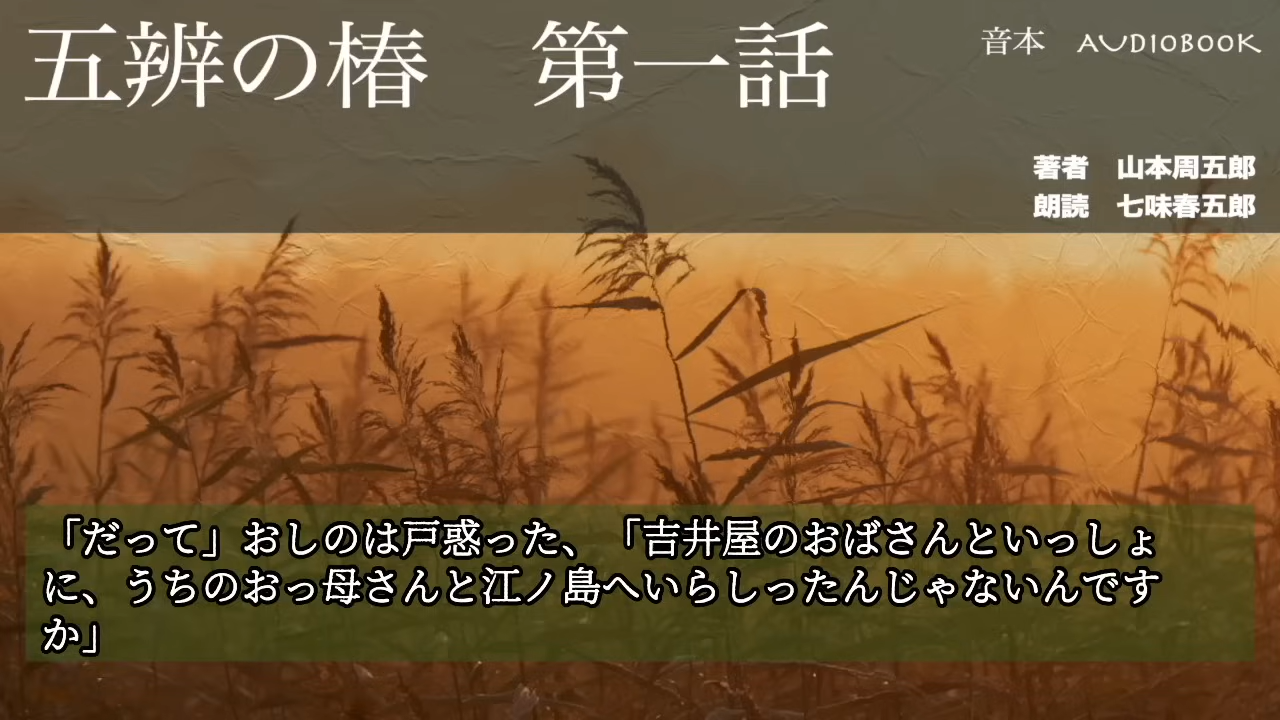 五辨の椿　第一話
音本　AUDIOBOOK
著者　山本周五郎
朗読　七味春五郎
「だって」おしのは戸惑った、「吉井屋のおばさんといっしょ
に、うちのおっ母さんと江ノ島へいらしったんじゃないんです
か」